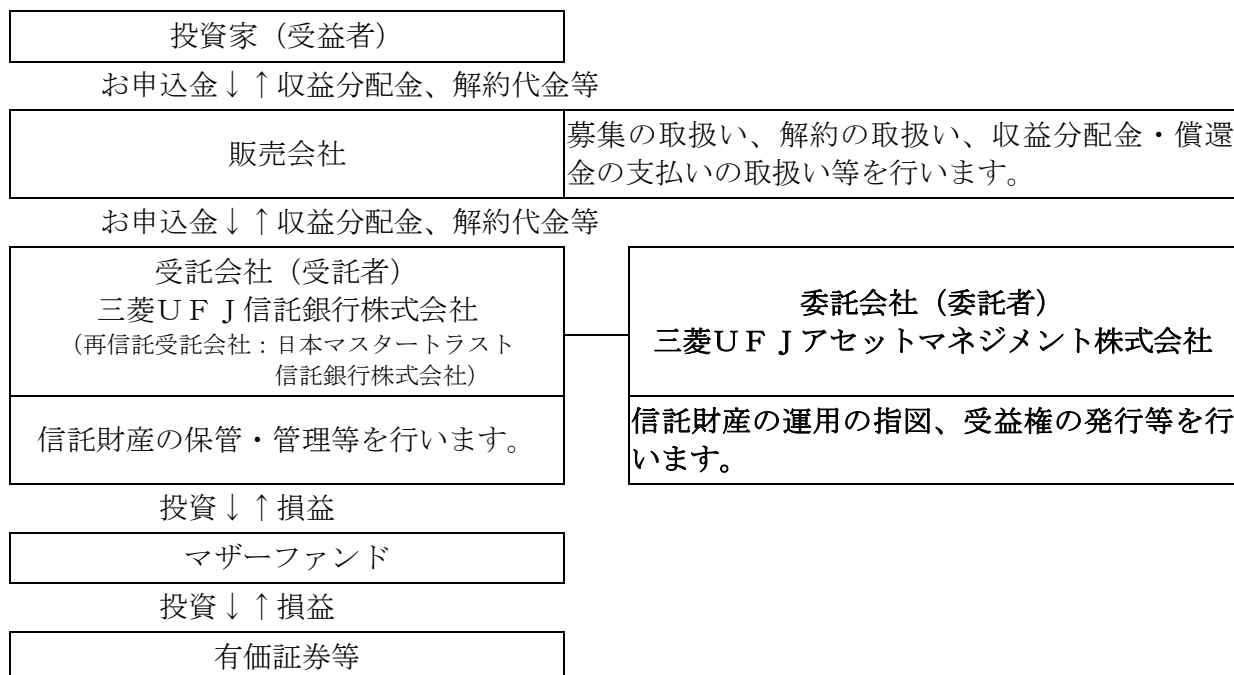 投資家（受益者）
お申込金↓↑収益分配金、解約代金等
販売会社
募集の取扱い、解約の取扱い、収益分配金・償還
金の支払いの取扱い等を行います。
お申込金↓↑収益分配金、解約代金等
受託会社（受託者）
三菱ＵＦＪ信託銀行株式会社
（再信託受託会社：日本マスタートラスト
信託銀行株式会社）
信託財産の保管・管理等を行います。
委託会社（委託者）
三菱ＵＦＪアセットマネジメント株式会社
信託財産の運用の指図、受益権の発行等を行
います。
投資↓↑損益
マザーファンド
投資↓↑損益
有価証券等